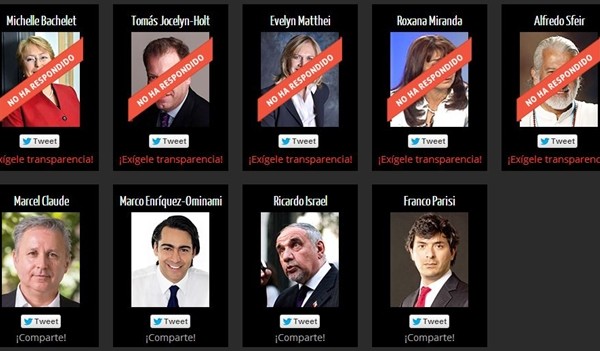 Michelle Bachelet
Tomás Jocelyn-Holt
Evelyn Matthei
Roxana Miranda
Alfredo Sfeir
NO HA RESPONDIDO
NO HA RESPONDIDO
NO HA RESPONDIDO
NO HA RESPONDIDO
NO HA RESPONDIDO
Tweet
Tweet
Tweet
Tweet
Tweet
Exígele transparencia!
¡Exígele transparencia!
¡Exígele transparencia!
¡Exígele transparencia!
¡Exígele transparencia!
Marcel Claude
Marco Enríquez-Ominami
Ricardo Israel
Franco Parisi
Tweet
Tweet
Tweet
Tweet
¡Comparte!
¡Comparte!
¡Comparte!
¡Comparte!